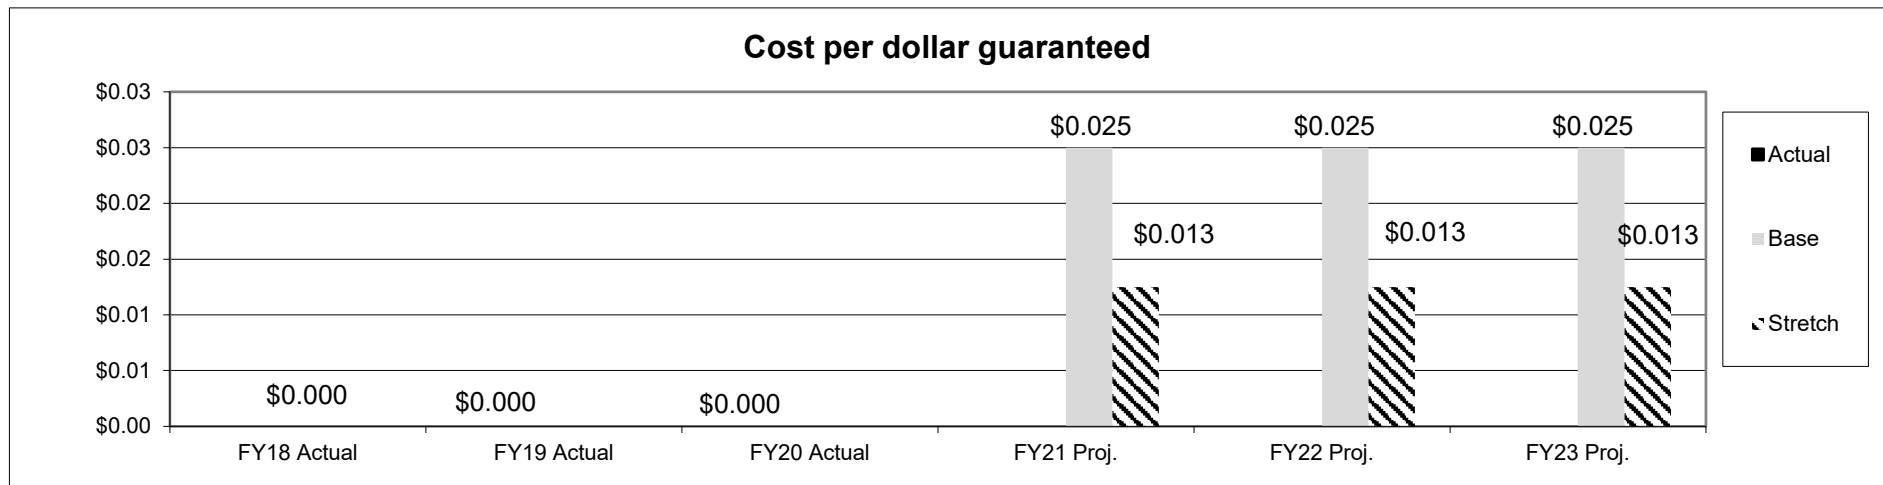 Cost per dollar guaranteed
$0.03
$0.03
$0.02
$0.02
$0.01
$0.01
$0.00
$0.000
$0.000
$0.000
$0.025
$0.013
$0.025
$0.013
$0.025
$0.013
FY18 Actual
FY19 Actual
FY20 Actual
FY21 Proj.
FY22 Proj.
FY23 Proj.
Actual
Base
Stretch